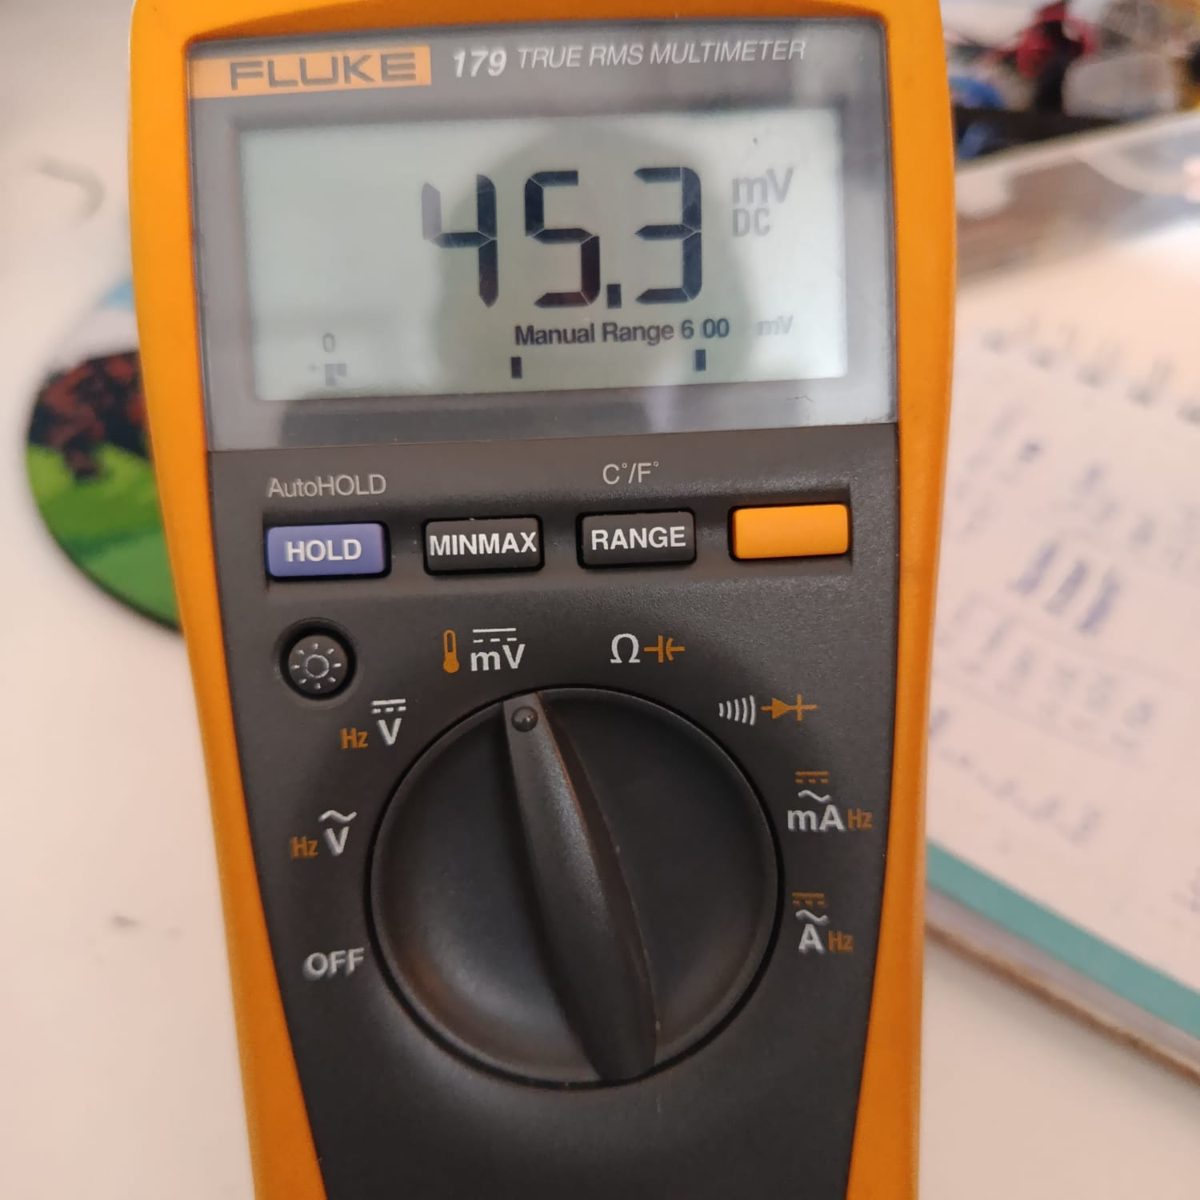 FLUKE 179 TRUE RMS MULTIMETER
45.3 mV
DC
Manual Range 6 00 mV
0
AutoHOLD C°/F°
HOLD MINMAX RANGE
mV Ω
Hz V
mA Hz
Hz V
A Hz
OFF